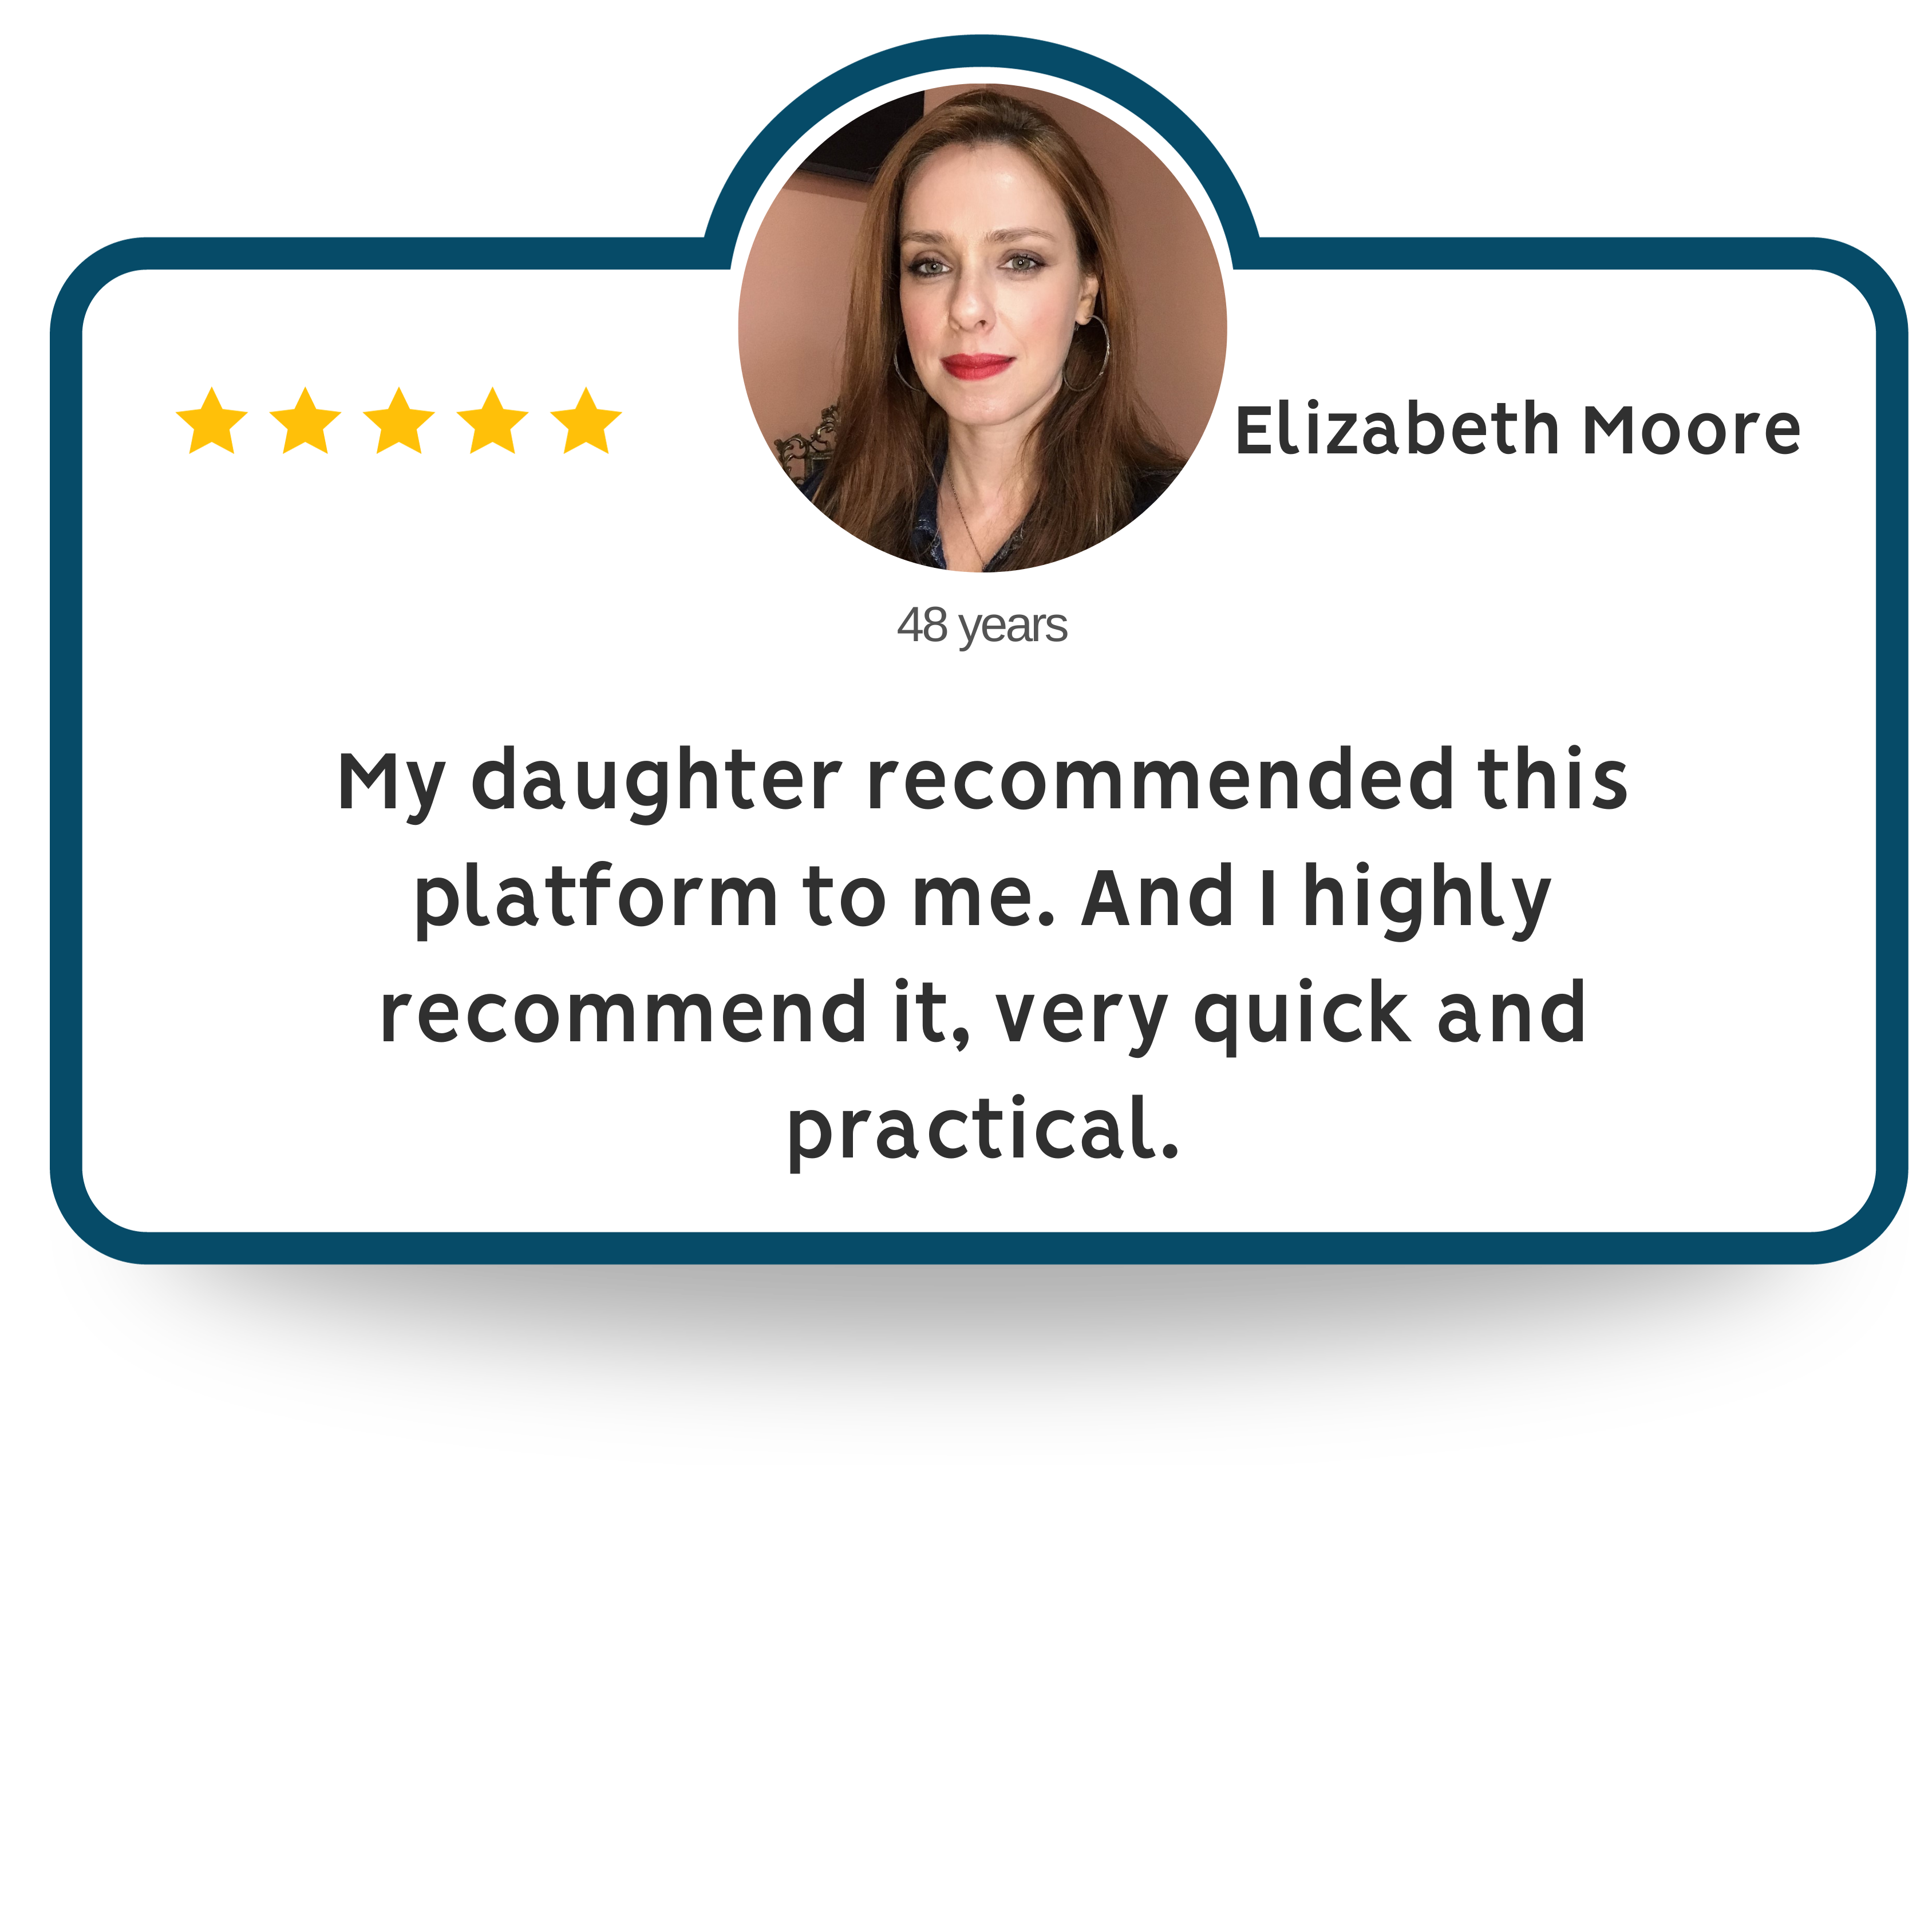 Elizabeth Moore
48 years
My daughter recommended this
platform to me. And I highly
recommend it, very quick and
practical.